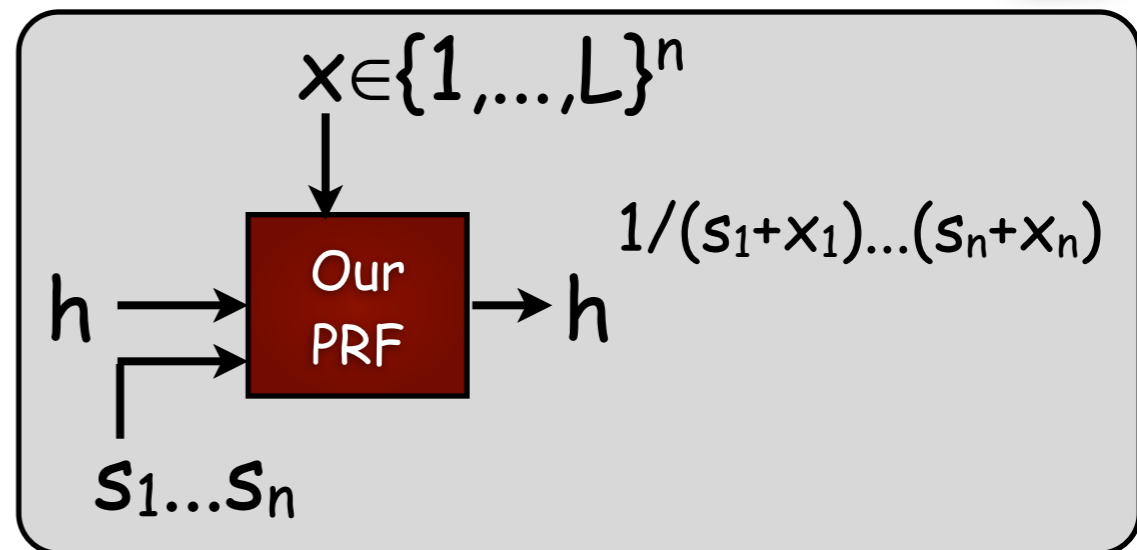 x∈{1,...,L}ⁿ
1/(s₁+x₁)...(sₙ+xₙ)
Our
PRF
h
h
s₁...sₙ